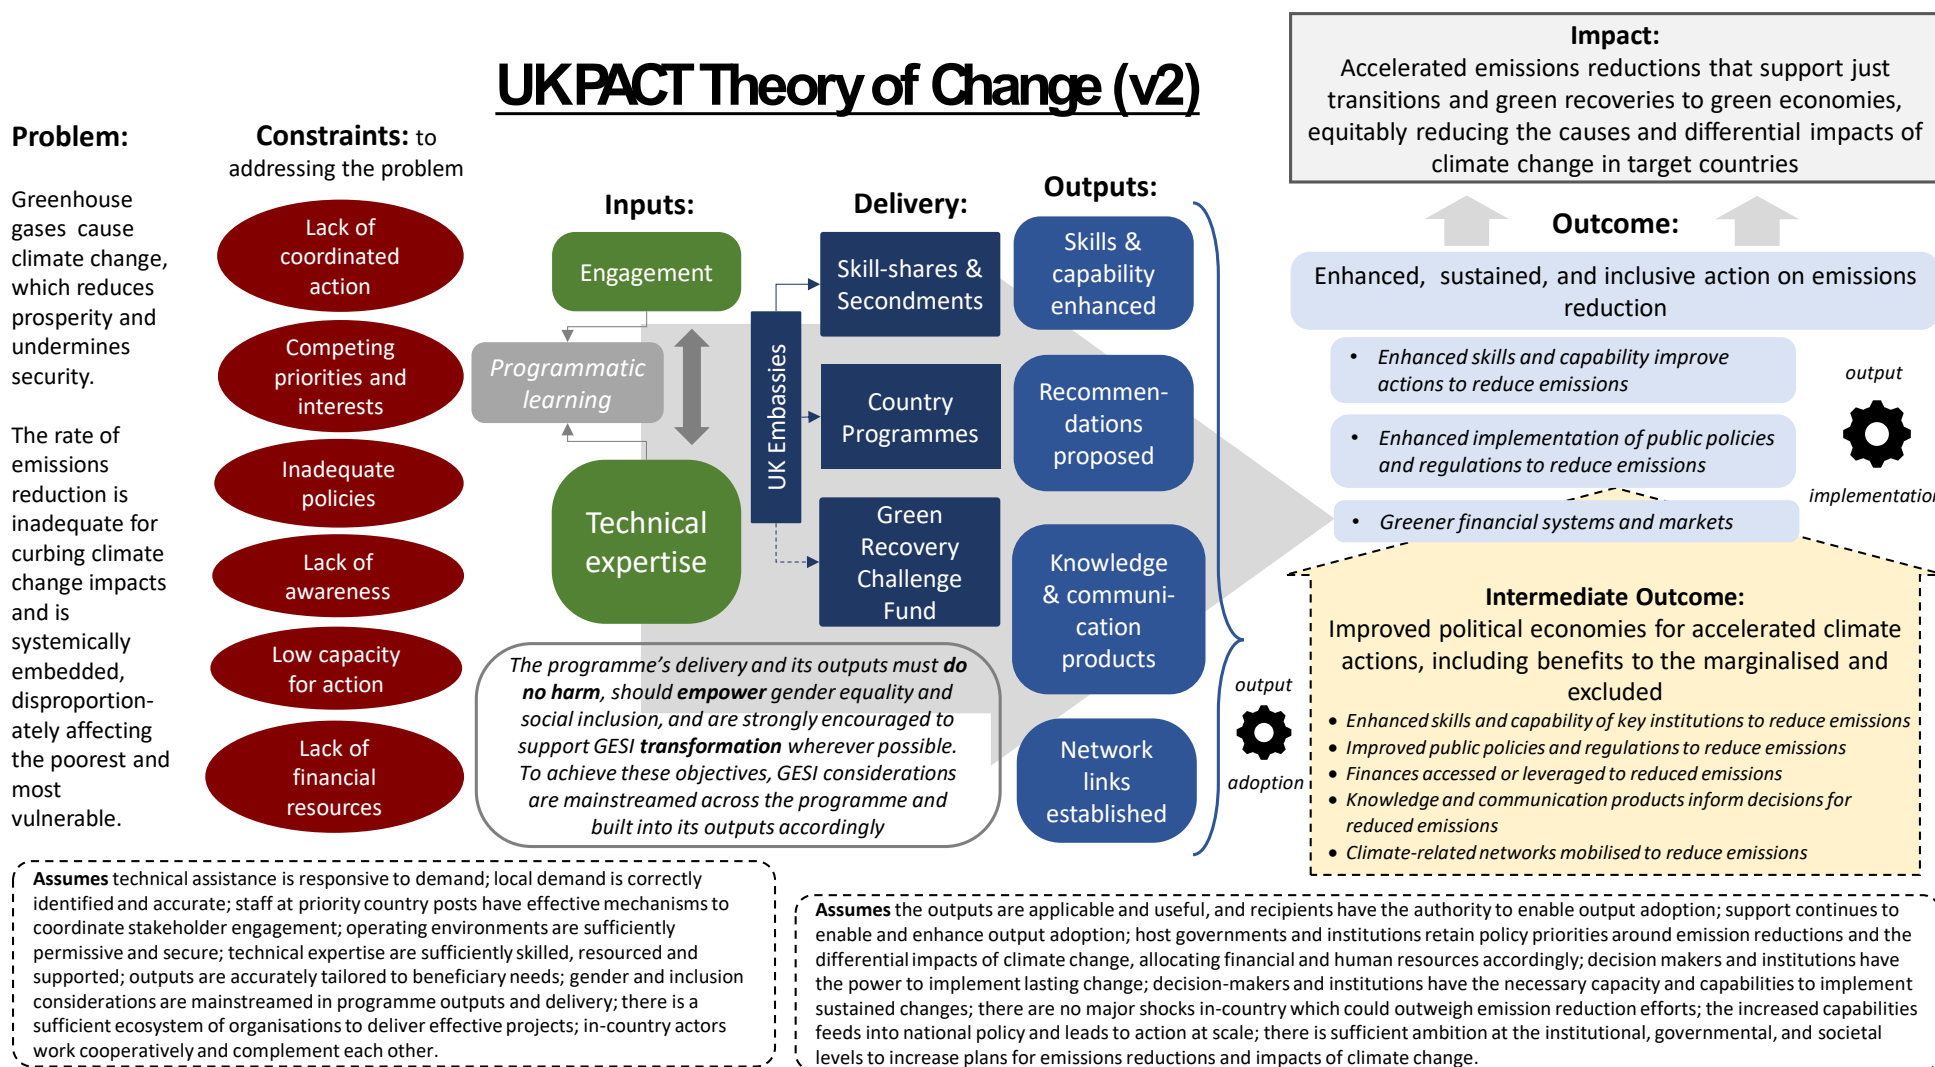 UKPACT Theory of Change (v2)
Problem:
Greenhouse
gases cause
climate change,
which reduces
prosperity and
undermines
security.
The rate of
emissions
reduction is
inadequate for
curbing climate
change impacts
and is
systemically
embedded,
disproportion-
ately affecting
the poorest and
most
vulnerable.
Constraints: to
addressing the problem
Lack of
coordinated
action
Competing
priorities and
interests
Inadequate
policies
Lack of
awareness
Low capacity
for action
Lack of
financial
resources
Inputs:
Engagement
Programmatic
learning
Technical
expertise
UK Embassies
Delivery:
Skill-shares &
Secondments
Country
Programmes
Green
Recovery
Challenge
Fund
The programme's delivery and its outputs must do
no harm, should empower gender equality and
social inclusion, and are strongly encouraged to
support GESI transformation wherever possible.
To achieve these objectives, GESI considerations
are mainstreamed across the programme and
built into its outputs accordingly
Outputs:
Skills &
capability
enhanced
Recommen-
dations
proposed
Knowledge
& communi-
cation
products
Network
links
established
output
adoption
Impact:
Accelerated emissions reductions that support just
transitions and green recoveries to green economies,
equitably reducing the causes and differential impacts of
climate change in target countries
Outcome:
Enhanced, sustained, and inclusive action on emissions
reduction
• Enhanced skills and capability improve
actions to reduce emissions
• Enhanced implementation of public policies
and regulations to reduce emissions
• Greener financial systems and markets
output
implementation
Intermediate Outcome:
Improved political economies for accelerated climate
actions, including benefits to the marginalised and
excluded
• Enhanced skills and capability of key institutions to reduce emissions
• Improved public policies and regulations to reduce emissions
• Finances accessed or leveraged to reduced emissions
• Knowledge and communication products inform decisions for
reduced emissions
• Climate-related networks mobilised to reduce emissions
Assumes technical assistance is responsive to demand; local demand is correctly
identified and accurate; staff at priority country posts have effective mechanisms to
coordinate stakeholder engagement; operating environments are sufficiently
permissive and secure; technical expertise are sufficiently skilled, resourced and
supported; outputs are accurately tailored to beneficiary needs; gender and inclusion
considerations are mainstreamed in programme outputs and delivery; there is a
sufficient ecosystem of organisations to deliver effective projects; in-country actors
work cooperatively and complement each other.
Assumes the outputs are applicable and useful, and recipients have the authority to enable output adoption; support continues to
enable and enhance output adoption; host governments and institutions retain policy priorities around emission reductions and the
differential impacts of climate change, allocating financial and human resources accordingly; decision makers and institutions have
the power to implement lasting change; decision-makers and institutions have the necessary capacity and capabilities to implement
sustained changes; there are no major shocks in-country which could outweigh emission reduction efforts; the increased capabilities
feeds into national policy and leads to action at scale; there is sufficient ambition at the institutional, governmental, and societal
levels to increase plans for emissions reductions and impacts of climate change.